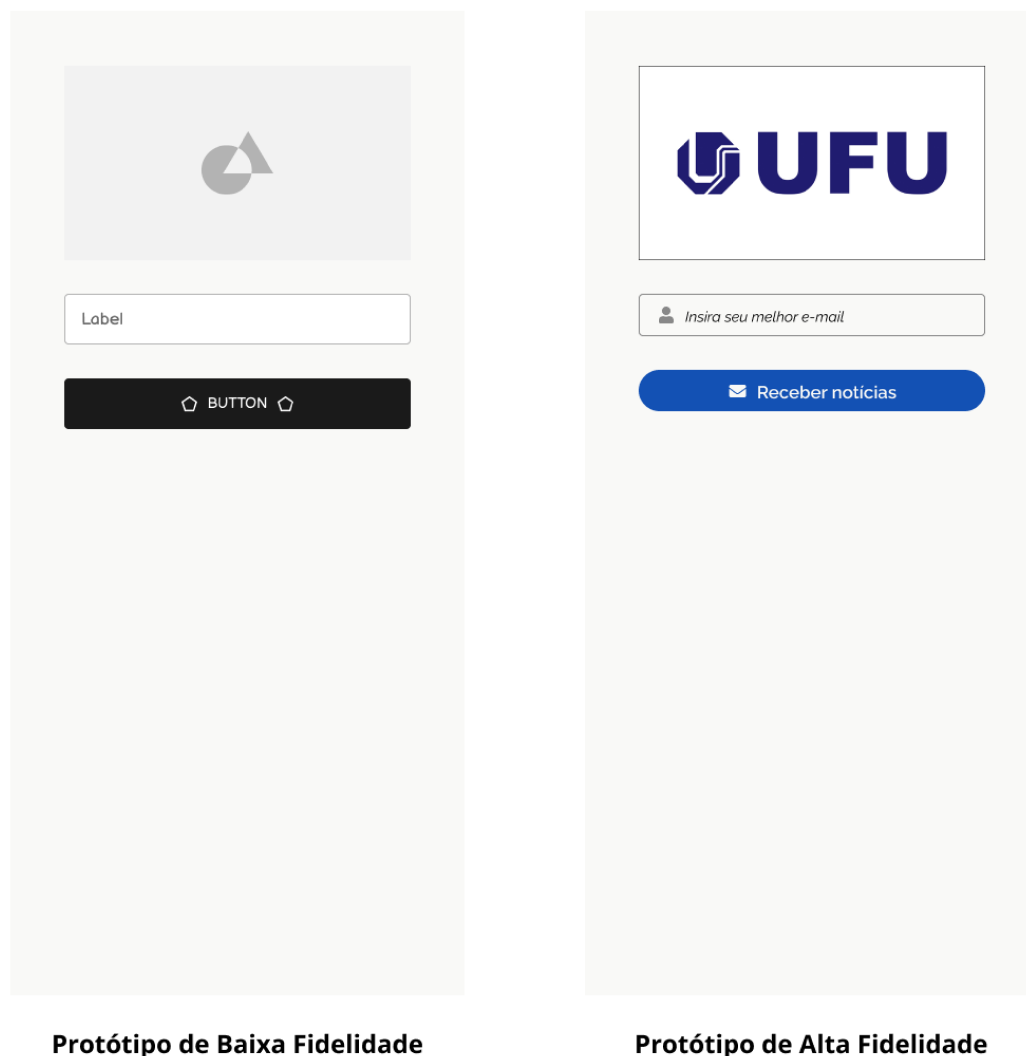 Label
BUTTON
Protótipo de Baixa Fidelidade
UFU
Insira seu melhor e-mail
Receber notícias
Protótipo de Alta Fidelidade